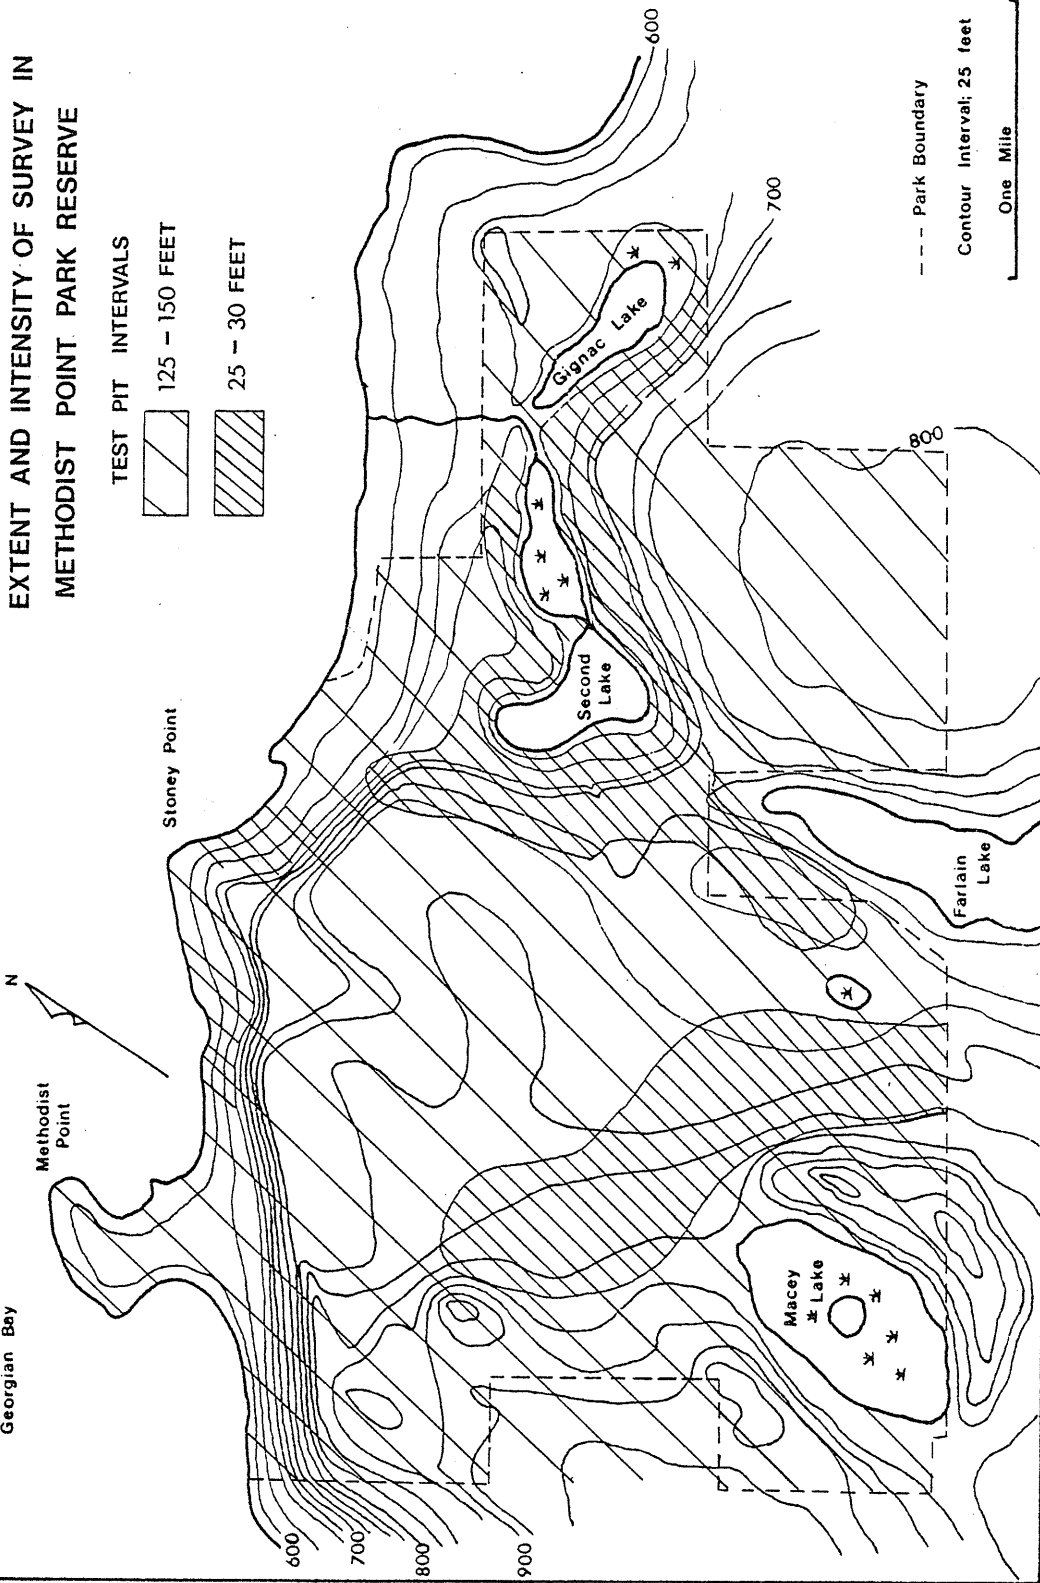 EXTENT AND INTENSITY OF SURVEY IN
METHODIST POINT PARK RESERVE
TEST PIT INTERVALS
125 – 150 FEET
25 – 30 FEET
Georgian Bay
Methodist
Point
N
Stoney Point
Macey
Lake
Farlain
Lake
Second
Lake
Gignac Lake
600
700
800
900
800
700
600
--- Park Boundary
Contour Interval; 25 feet
One Mile